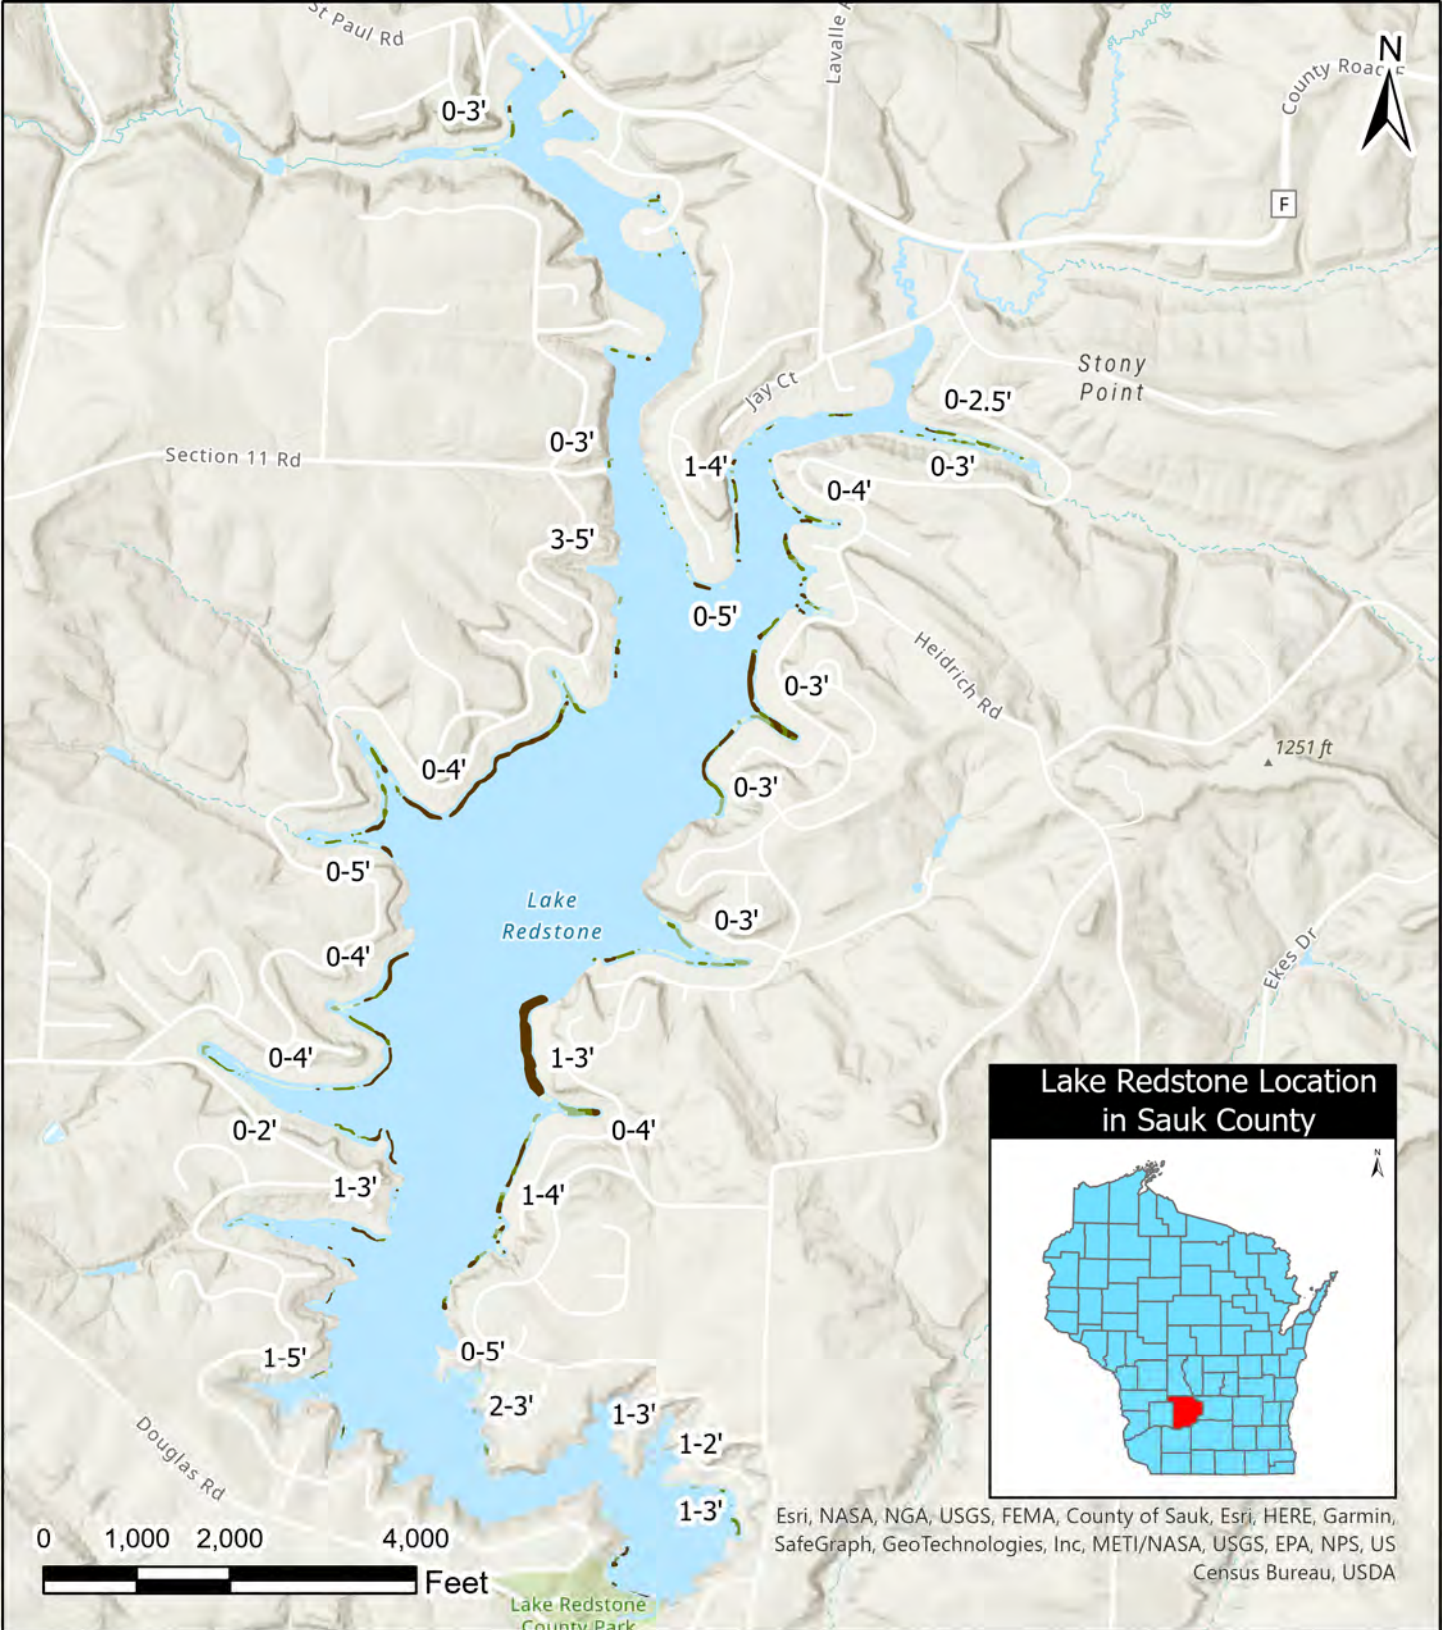 St Paul Rd
Lavalle
N
County Road F
0-3'
F
Stony
Point
Jay Ct
0-2.5'
0-3'
Section 11 Rd
1-4'
0-3'
0-4'
3-5'
0-5'
Heidrich Rd
0-3'
1251 ft
0-4'
0-3'
0-5'
Lake
Redstone
0-3'
0-4'
Ekes Dr
0-4'
1-3'
0-2'
0-4'
1-3'
1-4'
0-5'
1-5'
2-3'
1-3'
1-2'
Douglas Rd
1-3'
Lake Redstone Location
in Sauk County
N
0 1,000 2,000 4,000
Feet
Lake Redstone
County Park
Esri, NASA, NGA, USGS, FEMA, County of Sauk, Esri, HERE, Garmin,
SafeGraph, GeoTechnologies, Inc, METI/NASA, USGS, EPA, NPS, US
Census Bureau, USDA